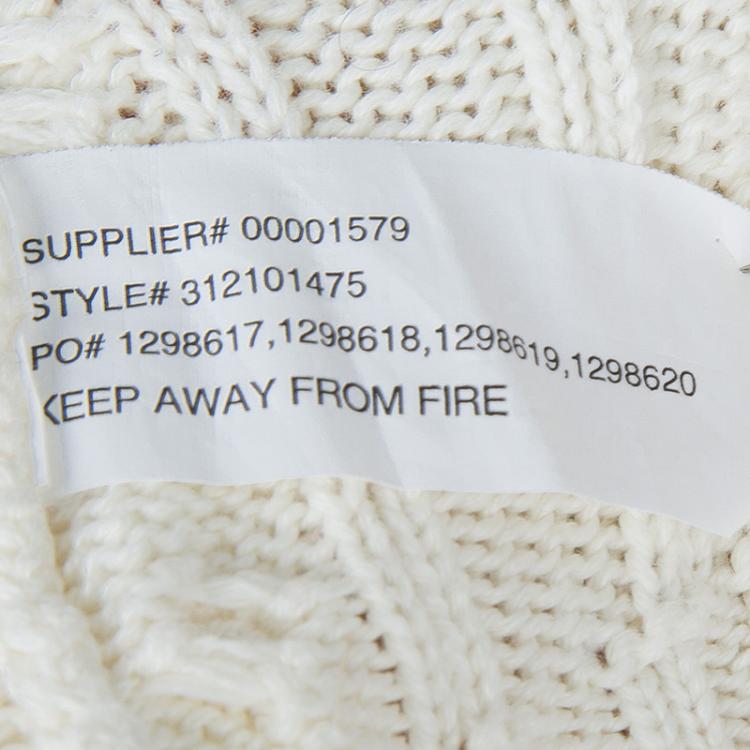 SUPPLIER# 00001579
STYLE# 312101475
PO# 1298617,1298618,1298619,1298620
KEEP AWAY FROM FIRE